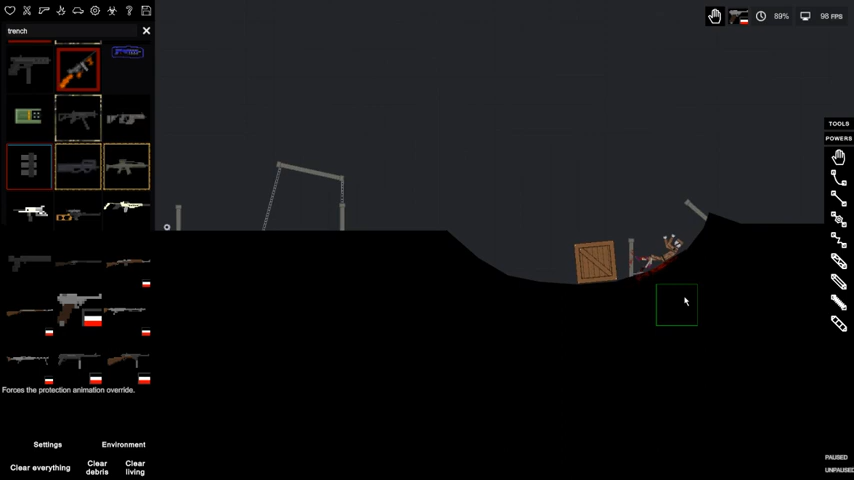 trench
89%
98 FPS
TOOLS
POWERS
Forces the protection animation override.
Settings
Environment
Clear everything
Clear debris
Clear living
PAUSED
UNPAUSED